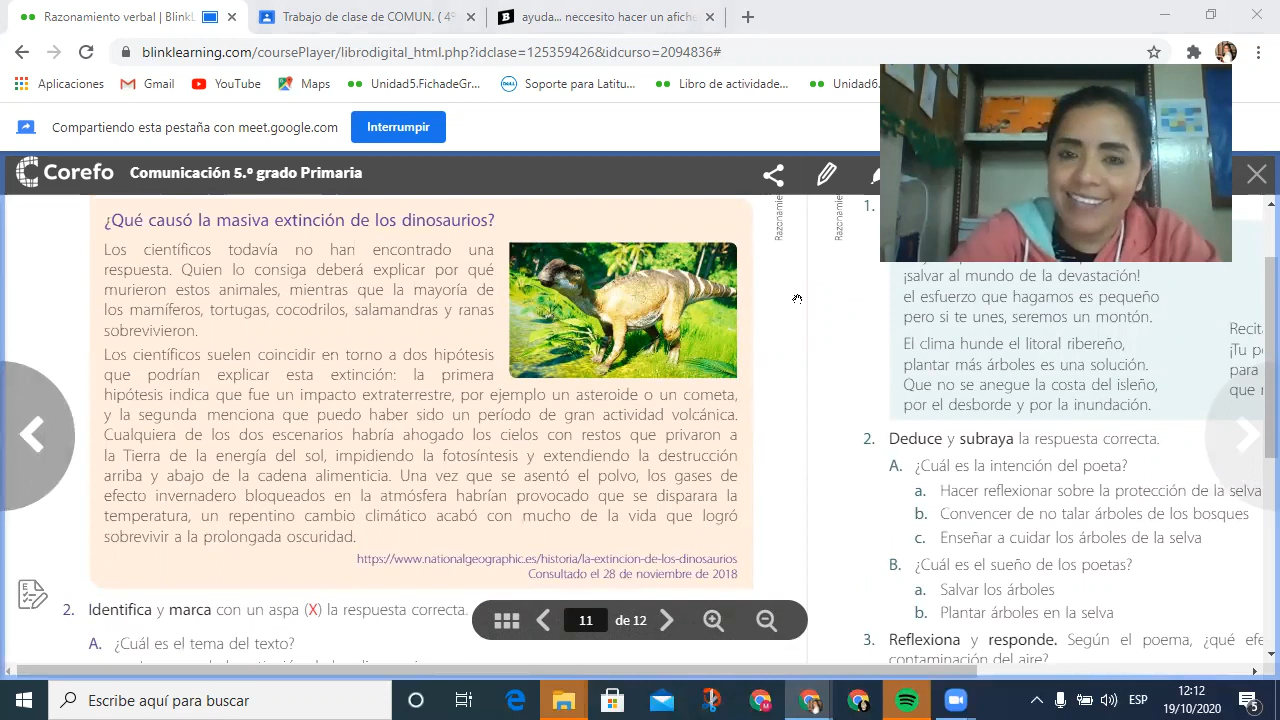 Razonamiento verbal | BlinkL
Trabajo de clase de COMUN. ( 4°
ayuda... neccesito hacer un afiche
blinklearning.com/coursePlayer/librodigital_html.php?idclase=125359426&idcurso=2094836#
Aplicaciones
Gmail
YouTube
Maps
Unidad5.FichadeGr...
Soporte para Latitu...
Libro de actividade...
Unidad6.
Compartiendo esta pestaña con meet.google.com
Interrumpir
Corefo
Comunicación 5.º grado Primaria
¿Qué causó la masiva extinción de los dinosaurios?
Los científicos todavía no han encontrado una
respuesta. Quien lo consiga deberá explicar por qué
murieron estos animales, mientras que la mayoría de
los mamíferos, tortugas, cocodrilos, salamandras y ranas
sobrevivieron.
Los científicos suelen coincidir en torno a dos hipótesis
que podrían explicar esta extinción: la primera
hipótesis indica que fue un impacto extraterrestre, por ejemplo un asteroide o un cometa,
y la segunda menciona que puedo haber sido un período de gran actividad volcánica.
Cualquiera de los dos escenarios habría ahogado los cielos con restos que privaron a
la Tierra de la energía del sol, impidiendo la fotosíntesis y extendiendo la destrucción
arriba y abajo de la cadena alimenticia. Una vez que se asentó el polvo, los gases de
efecto invernadero bloqueados en la atmósfera habrían provocado que se disparara la
temperatura, un repentino cambio climático acabó con mucho de la vida que logró
sobrevivir a la prolongada oscuridad.
https://www.nationalgeographic.es/historia/la-extincion-de-los-dinosaurios
Consultado el 28 de noviembre de 2018
2. Identifica y marca con un aspa (X) la respuesta correcta.
A. ¿Cuál es el tema del texto?
Razonamie
Razonamie
1.
¡salvar al mundo de la devastación!
el esfuerzo que hagamos es pequeño
pero si te unes, seremos un montón.
El clima hunde el litoral ribereño,
plantar más árboles es una solución.
Que no se anegue la costa del isleño,
por el desborde y por la inundación.
Recita
¡Tu p
para
que r
2. Deduce y subraya la respuesta correcta.
A. ¿Cuál es la intención del poeta?
a. Hacer reflexionar sobre la protección de la selva
b. Convencer de no talar árboles de los bosques
c. Enseñar a cuidar los árboles de la selva
B. ¿Cuál es el sueño de los poetas?
a. Salvar los árboles
b. Plantar árboles en la selva
3. Reflexiona y responde. Según el poema, ¿qué efe
contaminación del aire?
11 de 12
Escribe aquí para buscar
ESP
12:12
19/10/2020
5